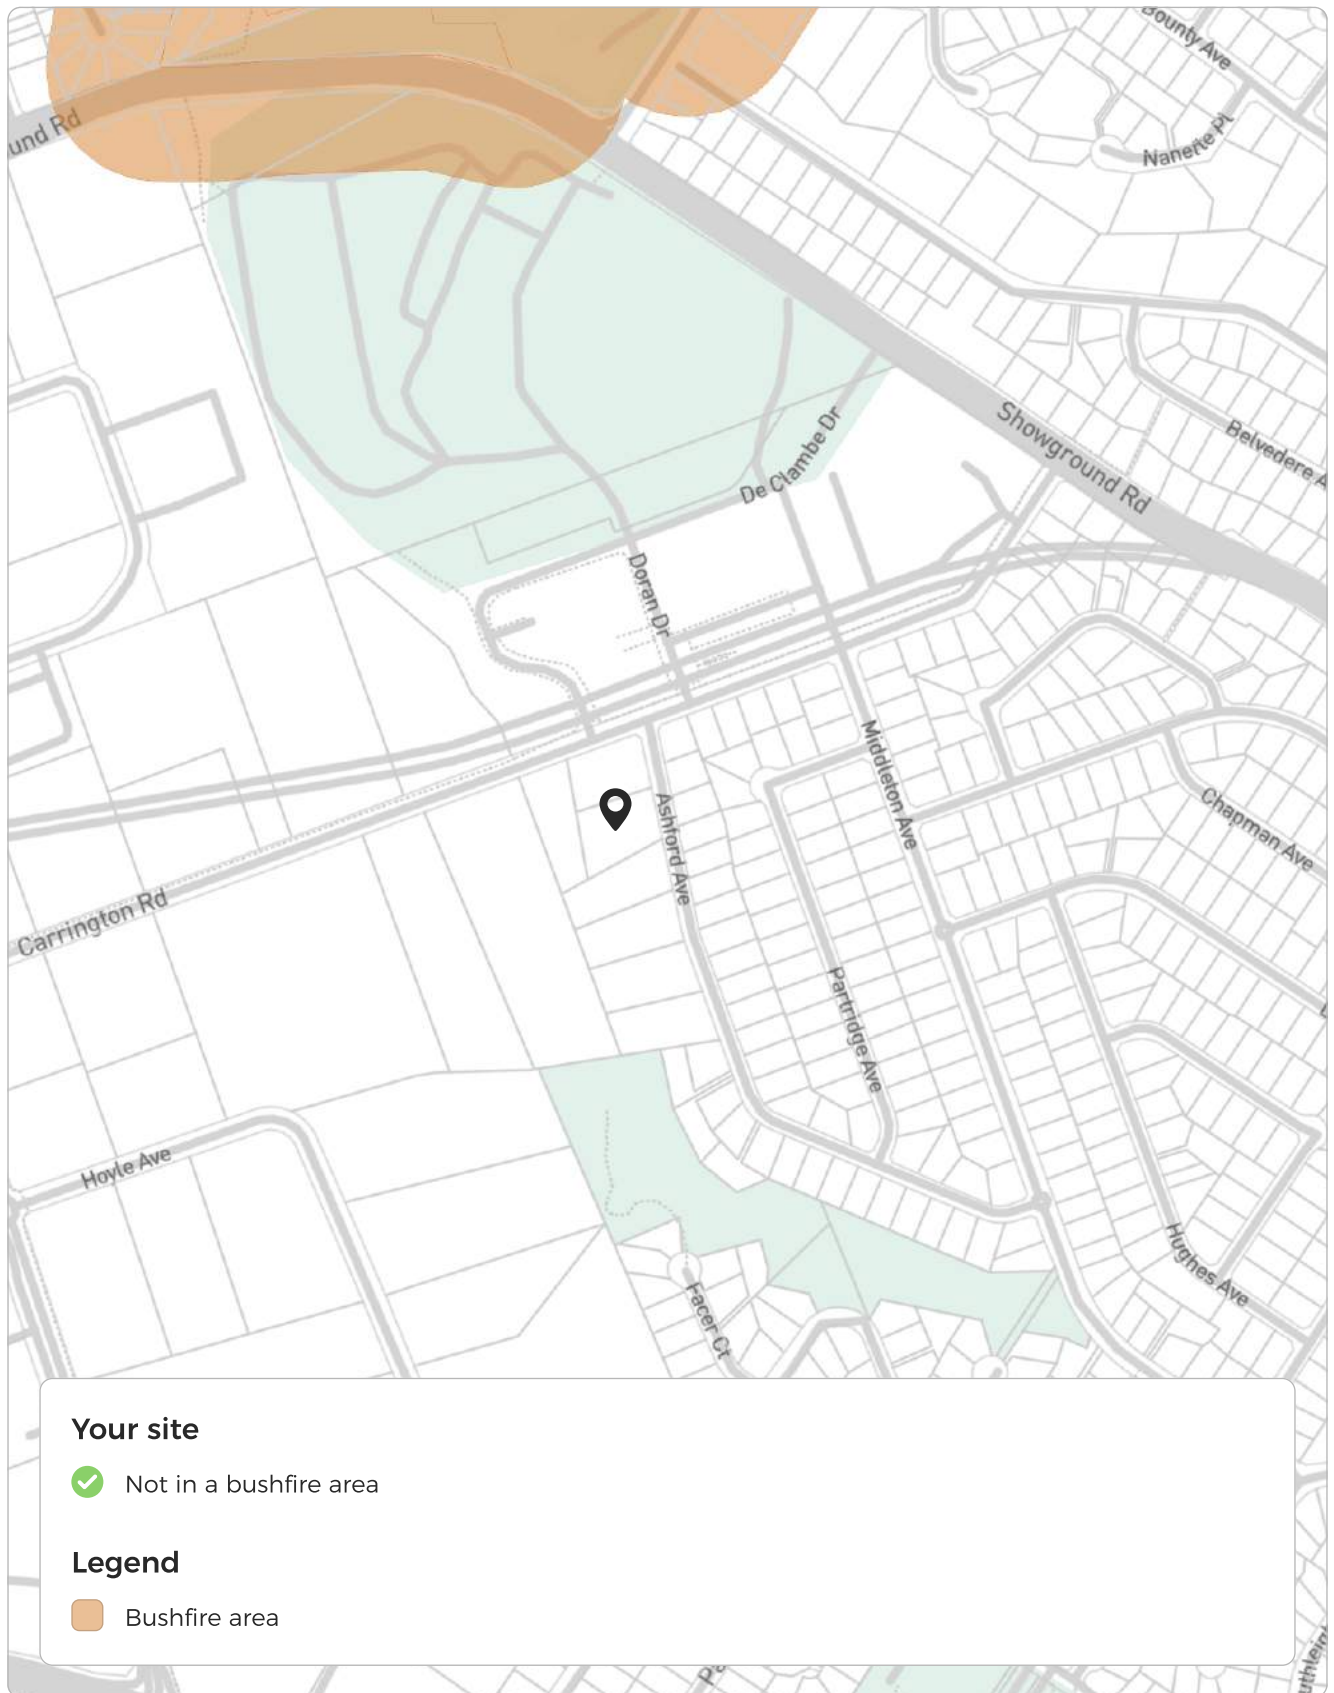 Bounty Ave
und Rd
Nanette Pl
Showground Rd
Belvedere A
De Clambe Dr
Doran Dr
Middleton Ave
Ashford Ave
Chapman Ave
Carrington Rd
Partridge Ave
Hoyle Ave
Hughes Ave
Facer Ct
Your site
Not in a bushfire area
Legend
Bushfire area